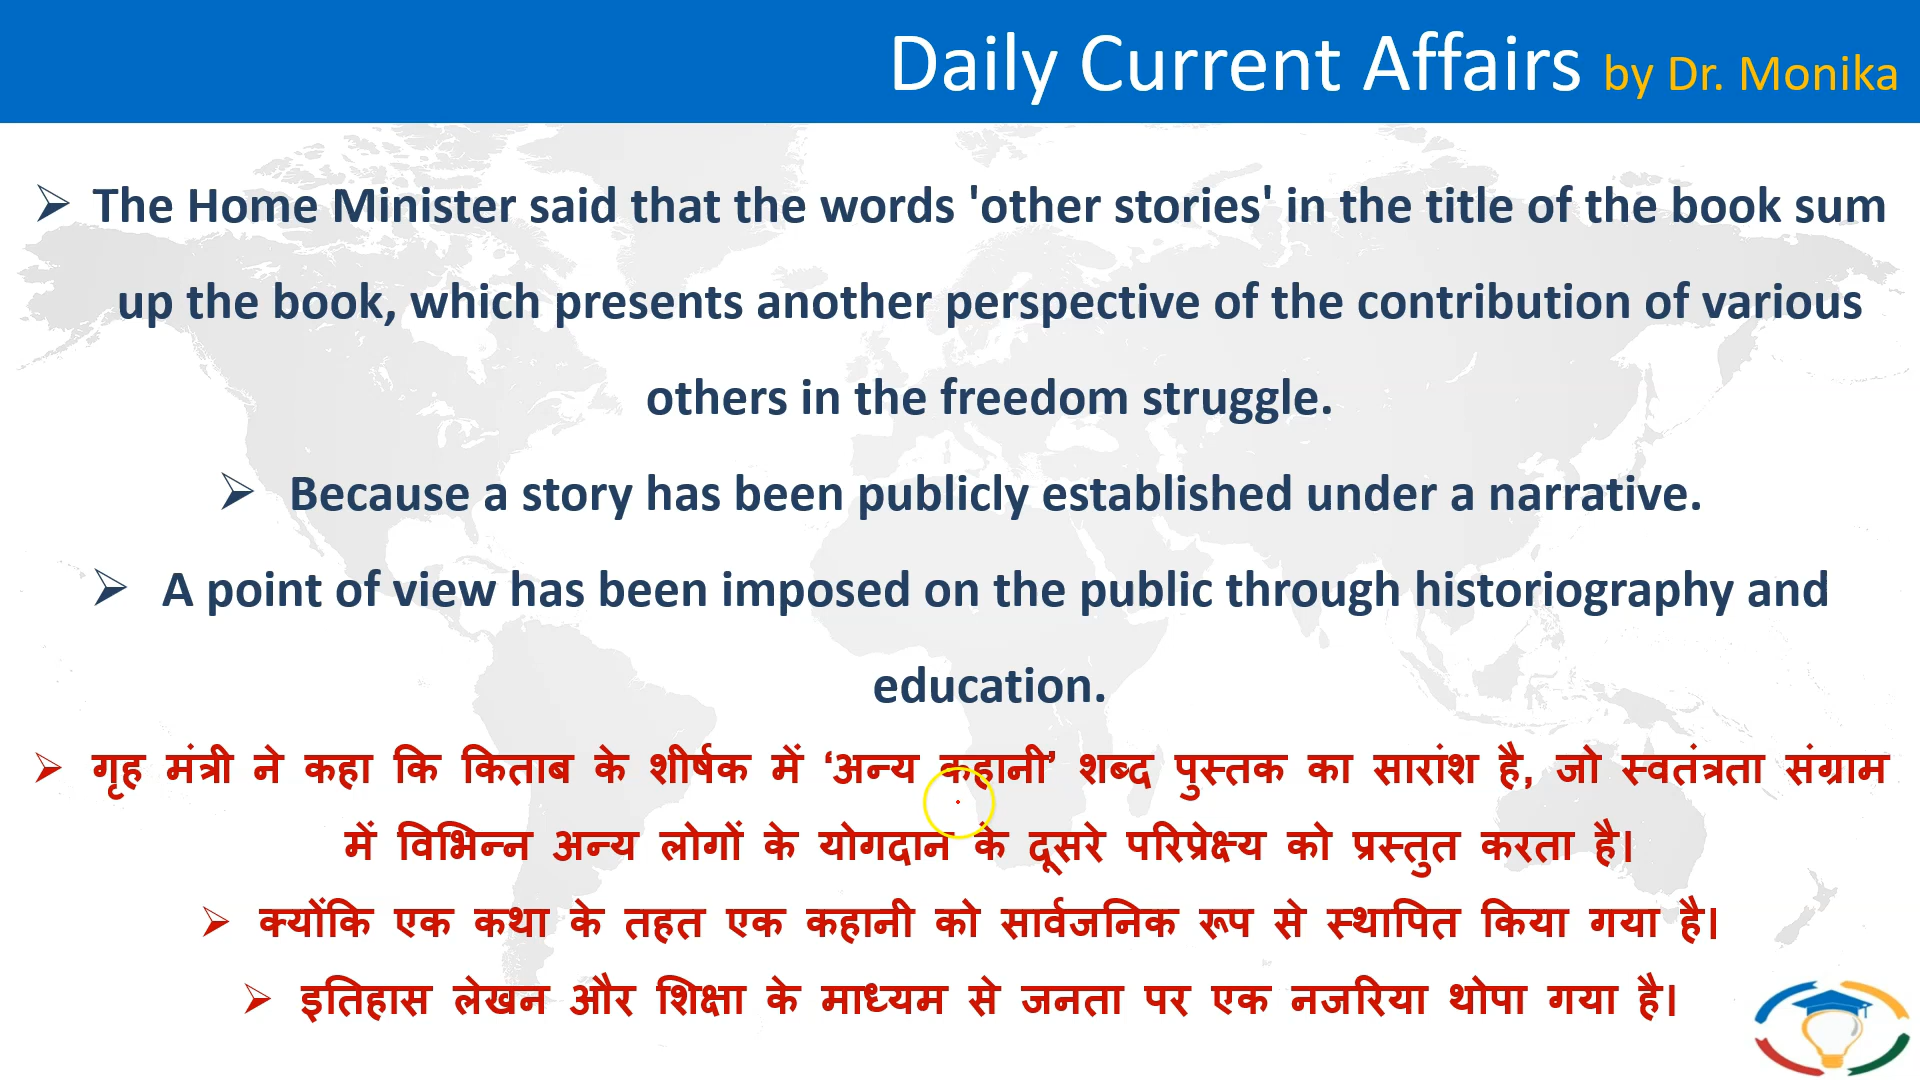 Daily Current Affairs by Dr. Monika
➢ The Home Minister said that the words 'other stories' in the title of the book sum
up the book, which presents another perspective of the contribution of various
others in the freedom struggle.
➢ Because a story has been publicly established under a narrative.
➢ A point of view has been imposed on the public through historiography and
education.
➢ गृह मंत्री ने कहा कि किताब के शीर्षक में ‘अन्य कहानी’ शब्द पुस्तक का सारांश है, जो स्वतंत्रता संग्राम
में विभिन्न अन्य लोगों के योगदान के दूसरे परिप्रेक्ष्य को प्रस्तुत करता है।
➢ क्योंकि एक कथा के तहत एक कहानी को सार्वजनिक रूप से स्थापित किया गया है।
➢ इतिहास लेखन और शिक्षा के माध्यम से जनता पर एक नजरिया थोपा गया है।